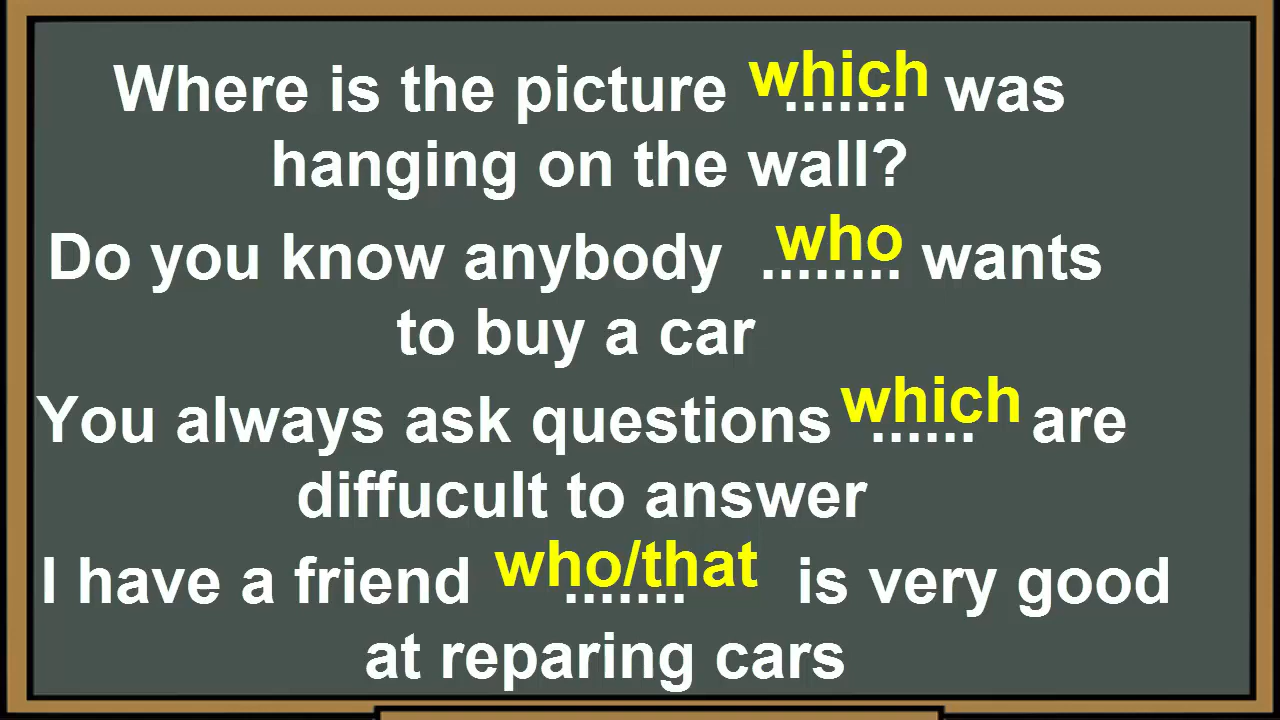 Where is the picture which ....... was
hanging on the wall?
Do you know anybody who ........ wants
to buy a car
You always ask questions which ...... are
diffucult to answer
I have a friend who/that ....... is very good
at reparing cars